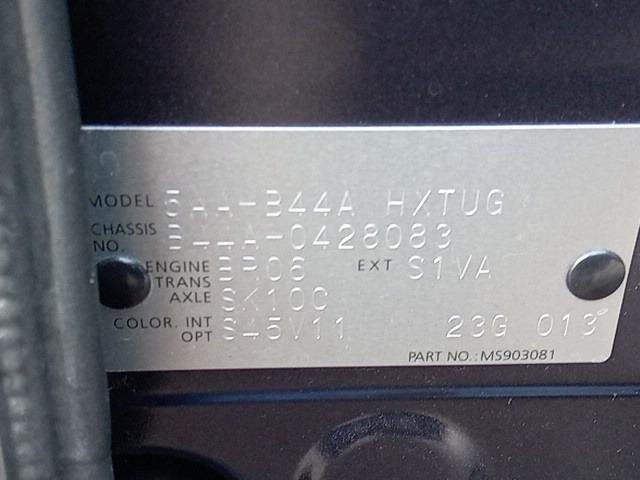 MODEL 5AA-B44A HXTUG
CHASSIS NO. B44A-0428083
ENGINE BR06 EXT S1VA
TRANS AXLE SK10C
COLOR. INT OPT S45V11 23G 013
PART NO.:MS903081